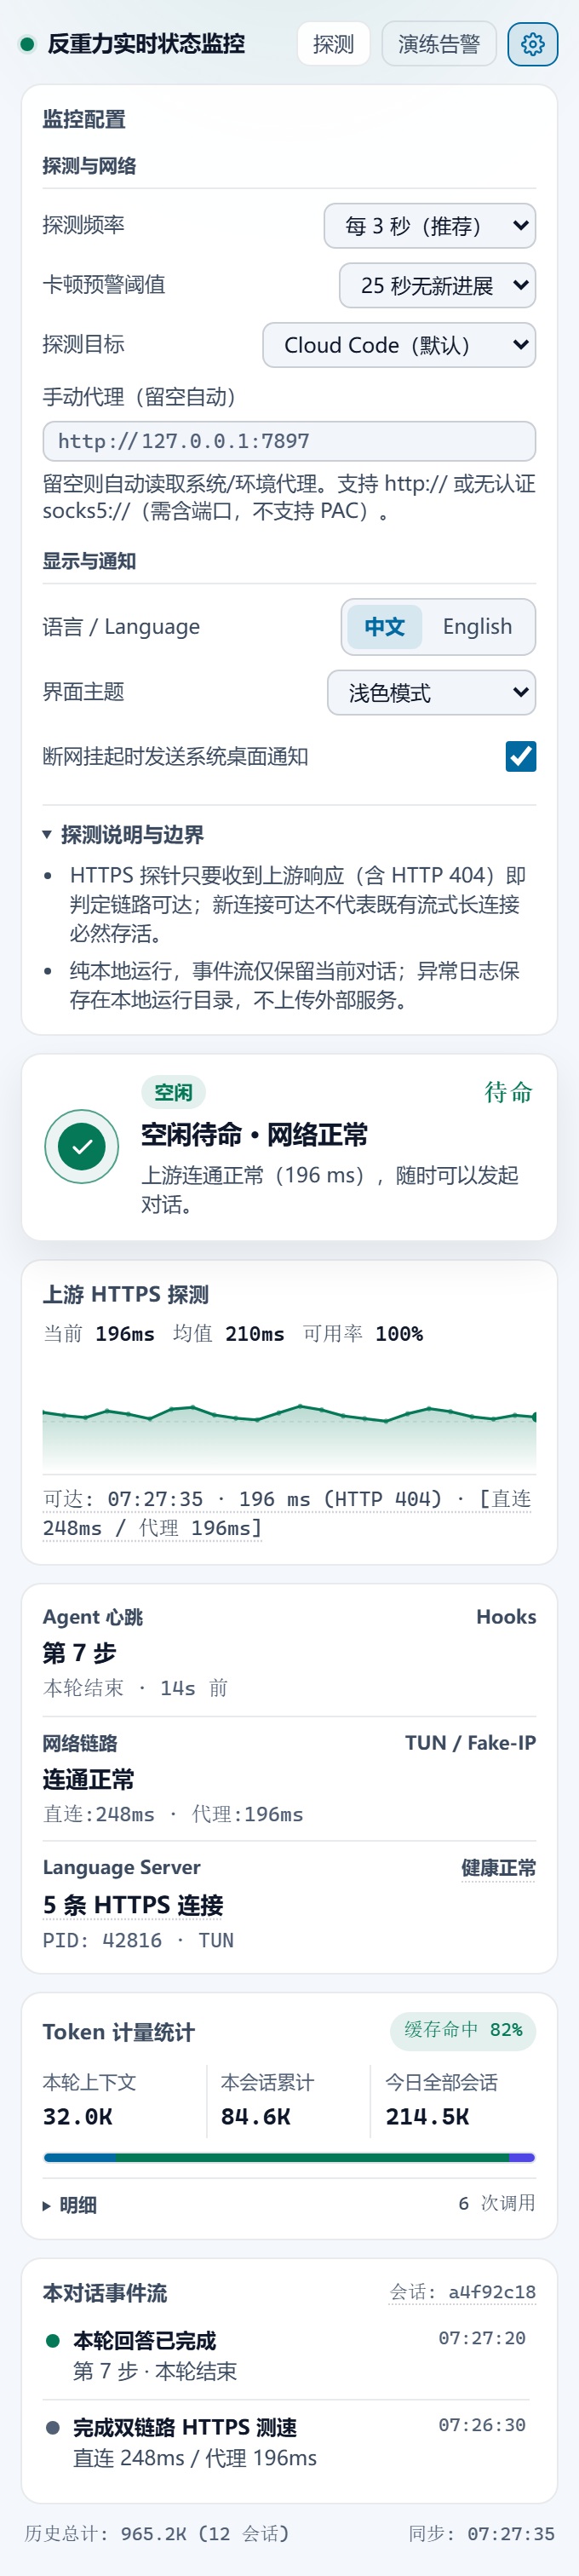 反重力实时状态监控 探测 演练告警
监控配置
探测与网络
探测频率 每 3 秒（推荐）
卡顿预警阈值 25 秒无新进展
探测目标 Cloud Code（默认）
手动代理（留空自动）
http://127.0.0.1:7897
留空则自动读取系统/环境代理。支持 http:// 或无认证
socks5://（需含端口，不支持 PAC）。
显示与通知
语言 / Language 中文 English
界面主题 浅色模式
断网挂起时发送系统桌面通知
▼ 探测说明与边界
• HTTPS 探针只要收到上游响应（含 HTTP 404）即
判定链路可达；新连接可达不代表既有流式长连接
必然存活。
• 纯本地运行，事件流仅保留当前对话；异常日志保
存在本地运行目录，不上传外部服务。
空闲 待命
空闲待命 • 网络正常
上游连通正常（196 ms），随时可以发起
对话。
上游 HTTPS 探测
当前 196ms 均值 210ms 可用率 100%
可达: 07:27:35 · 196 ms (HTTP 404) · [直连
248ms / 代理 196ms]
Agent 心跳 Hooks
第 7 步
本轮结束 · 14s 前
网络链路 TUN / Fake-IP
连通正常
直连:248ms · 代理:196ms
Language Server 健康正常
5 条 HTTPS 连接
PID: 42816 · TUN
Token 计量统计 缓存命中 82%
本轮上下文 本会话累计 今日全部会话
32.0K 84.6K 214.5K
▶ 明细 6 次调用
本对话事件流 会话: a4f92c18
本轮回答已完成 07:27:20
第 7 步 · 本轮结束
完成双链路 HTTPS 测速 07:26:30
直连 248ms / 代理 196ms
历史总计: 965.2K (12 会话) 同步: 07:27:35